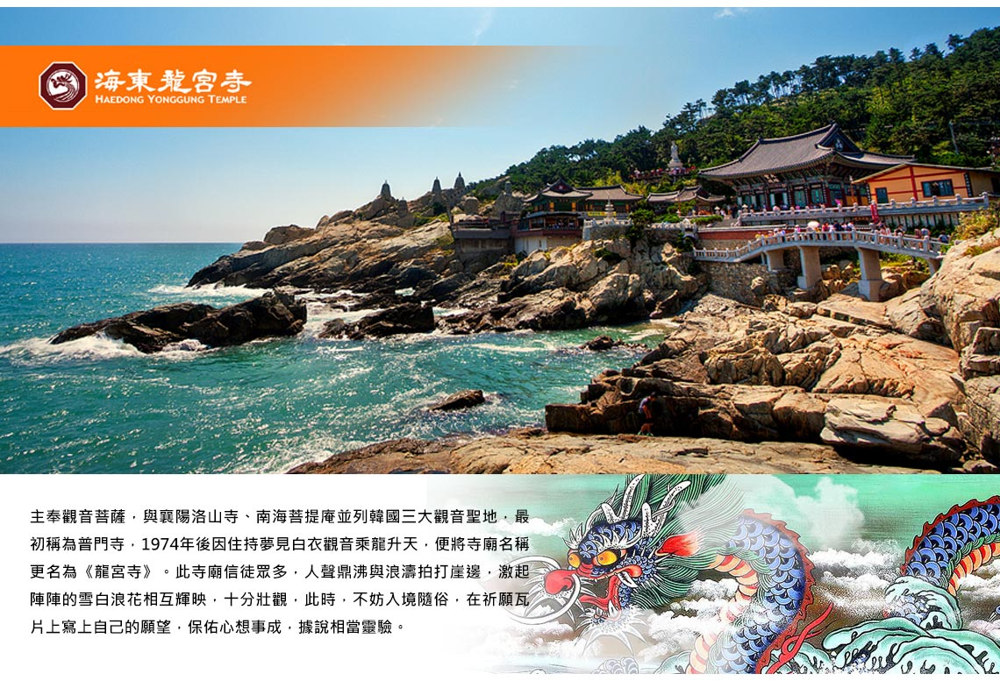 海東龍宮寺
HAEDONG YONGGUNG TEMPLE
主奉觀音菩薩，與襄陽洛山寺、南海菩提庵並列韓國三大觀音聖地，最
初稱為普門寺，1974年後因住持夢見白衣觀音乘龍升天，便將寺廟名稱
更名為《龍宮寺》。此寺廟信徒眾多，人聲鼎沸與浪濤拍打崖邊，激起
陣陣的雪白浪花相互輝映，十分壯觀，此時，不妨入境隨俗，在祈願瓦
片上寫上自己的願望，保佑心想事成，據說相當靈驗。